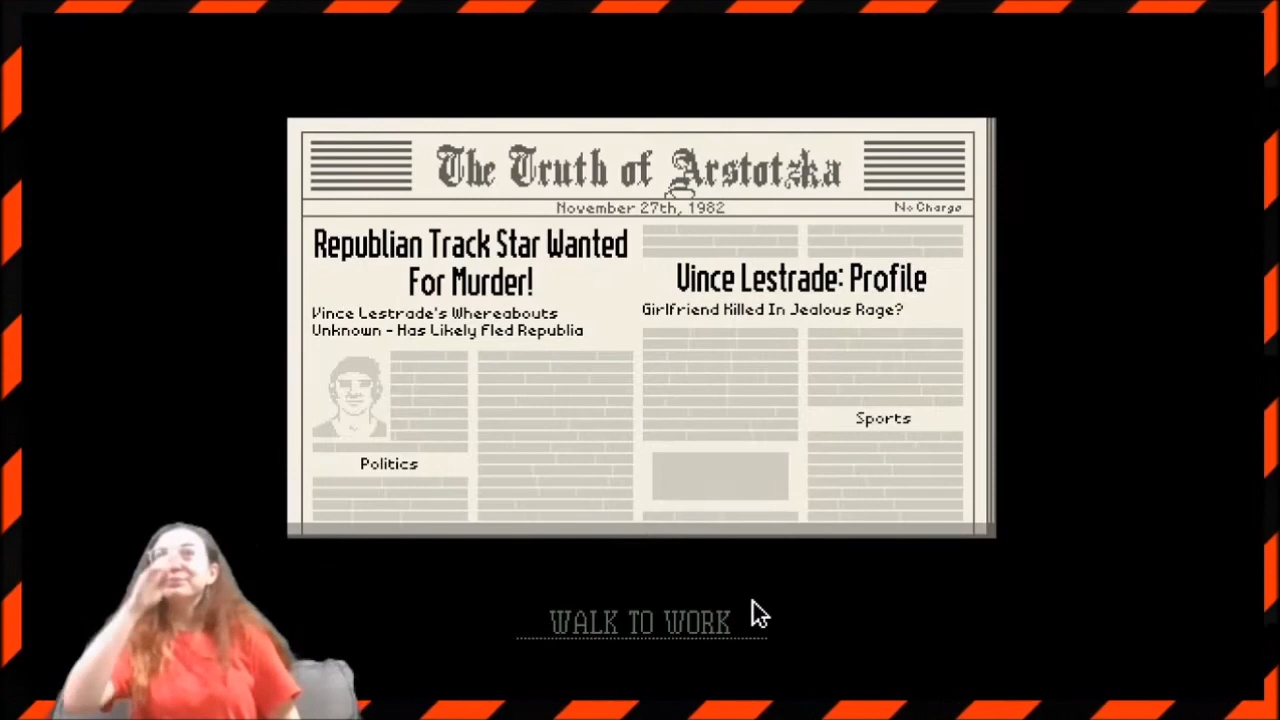 The Truth of Arstotzka
November 27th, 1982
No Charge
Republian Track Star Wanted
For Murder!
Vince Lestrade's Whereabouts
Unknown - Has Likely Fled Republia
Politics
Vince Lestrade: Profile
Girlfriend Killed In Jealous Rage?
Sports
WALK TO WORK